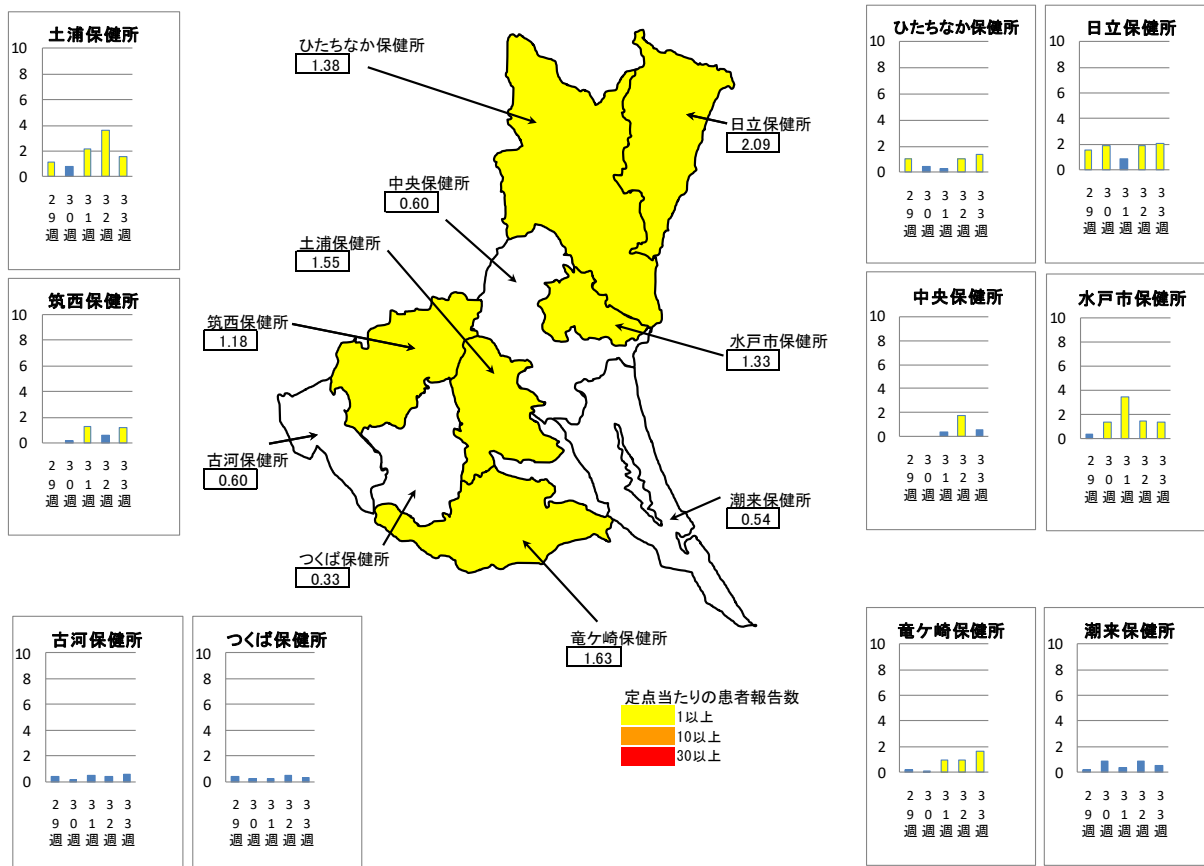 土浦保健所
10
8
6
4
2
0
29週
30週
31週
32週
33週
筑西保健所
10
8
6
4
2
0
29週
30週
31週
32週
33週
古河保健所
10
8
6
4
2
0
29週
30週
31週
32週
33週
つくば保健所
10
8
6
4
2
0
29週
30週
31週
32週
33週
ひたちなか保健所
1.38
日立保健所
2.09
中央保健所
0.60
土浦保健所
1.55
筑西保健所
1.18
水戸市保健所
1.33
古河保健所
0.60
潮来保健所
0.54
つくば保健所
0.33
竜ケ崎保健所
1.63
定点当たりの患者報告数
1以上
10以上
30以上
ひたちなか保健所
10
8
6
4
2
0
29週
30週
31週
32週
33週
日立保健所
10
8
6
4
2
0
29週
30週
31週
32週
33週
中央保健所
10
8
6
4
2
0
29週
30週
31週
32週
33週
水戸市保健所
10
8
6
4
2
0
29週
30週
31週
32週
33週
竜ケ崎保健所
10
8
6
4
2
0
29週
30週
31週
32週
33週
潮来保健所
10
8
6
4
2
0
29週
30週
31週
32週
33週